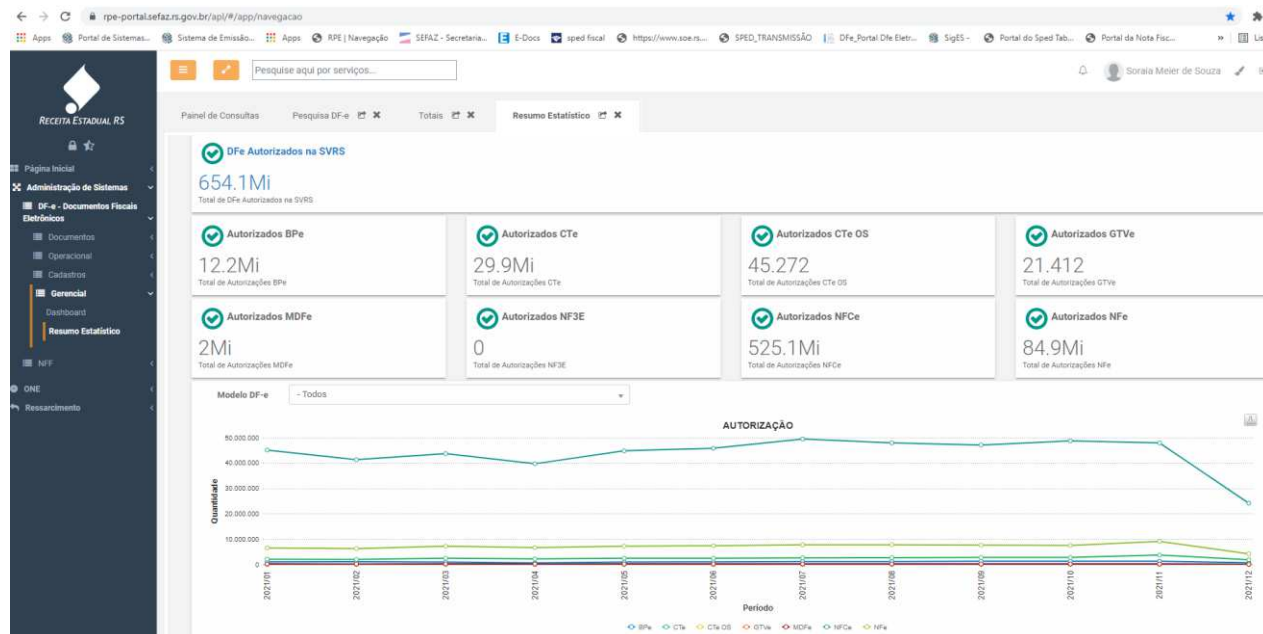 rpe-portal.sefaz.rs.gov.br/apl/#/app/navegacao
Apps Portal de Sistemas... Sistema de Emissão... Apps RPE | Navegação SEFAZ - Secretaria... E-Docs sped fiscal https://www.soe.rs... SPED_TRANSMISSÃO DFe_Portal Dfe Eletr... SigES - Portal do Sped Tab... Portal da Nota Fisc... » Lis
Pesquise aqui por serviços...
Soraia Meier de Souza
RECEITA ESTADUAL RS
Página Inicial
Administração de Sistemas
DF-e - Documentos Fiscais
Eletrônicos
Documentos
Operacional
Cadastros
Gerencial
Dashboard
Resumo Estatístico
NFF
ONE
Ressarcimento
Painel de Consultas Pesquisa DF-e Totais Resumo Estatístico
DFe Autorizados na SVRS
654.1Mi
Total de DFe Autorizados na SVRS
Autorizados BPe
12.2Mi
Total de Autorizações BPe
Autorizados CTe
29.9Mi
Total de Autorizações CTe
Autorizados CTe OS
45.272
Total de Autorizações CTe OS
Autorizados GTVe
21.412
Total de Autorizações GTVe
Autorizados MDFe
2Mi
Total de Autorizações MDFe
Autorizados NF3E
0
Total de Autorizações NF3E
Autorizados NFCe
525.1Mi
Total de Autorizações NFCe
Autorizados NFe
84.9Mi
Total de Autorizações NFe
Modelo DF-e - Todos
AUTORIZAÇÃO
Quantidade
50.000.000
40.000.000
30.000.000
20.000.000
10.000.000
0
2021/01 2021/02 2021/03 2021/04 2021/05 2021/06 2021/07 2021/08 2021/09 2021/10 2021/11 2021/12
Período
BPe CTe CTe OS GTVe MDFe NFCe NFe